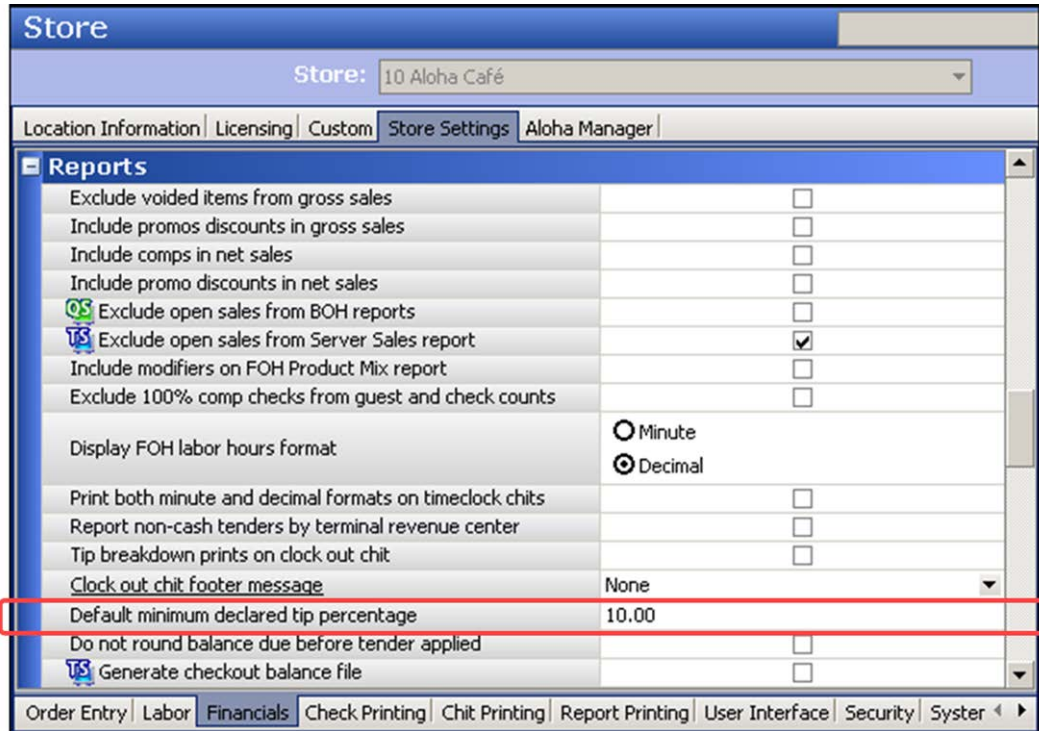 Store
Store: 10 Aloha Café
Location Information Licensing Custom Store Settings Aloha Manager
Reports
Exclude voided items from gross sales
Include promos discounts in gross sales
Include comps in net sales
Include promo discounts in net sales
QS Exclude open sales from BOH reports
TS Exclude open sales from Server Sales report
Include modifiers on FOH Product Mix report
Exclude 100% comp checks from guest and check counts
Display FOH labor hours format
Minute
Decimal
Print both minute and decimal formats on timeclock chits
Report non-cash tenders by terminal revenue center
Tip breakdown prints on clock out chit
Clock out chit footer message None
Default minimum declared tip percentage 10.00
Do not round balance due before tender applied
TS Generate checkout balance file
Order Entry Labor Financials Check Printing Chit Printing Report Printing User Interface Security Syster